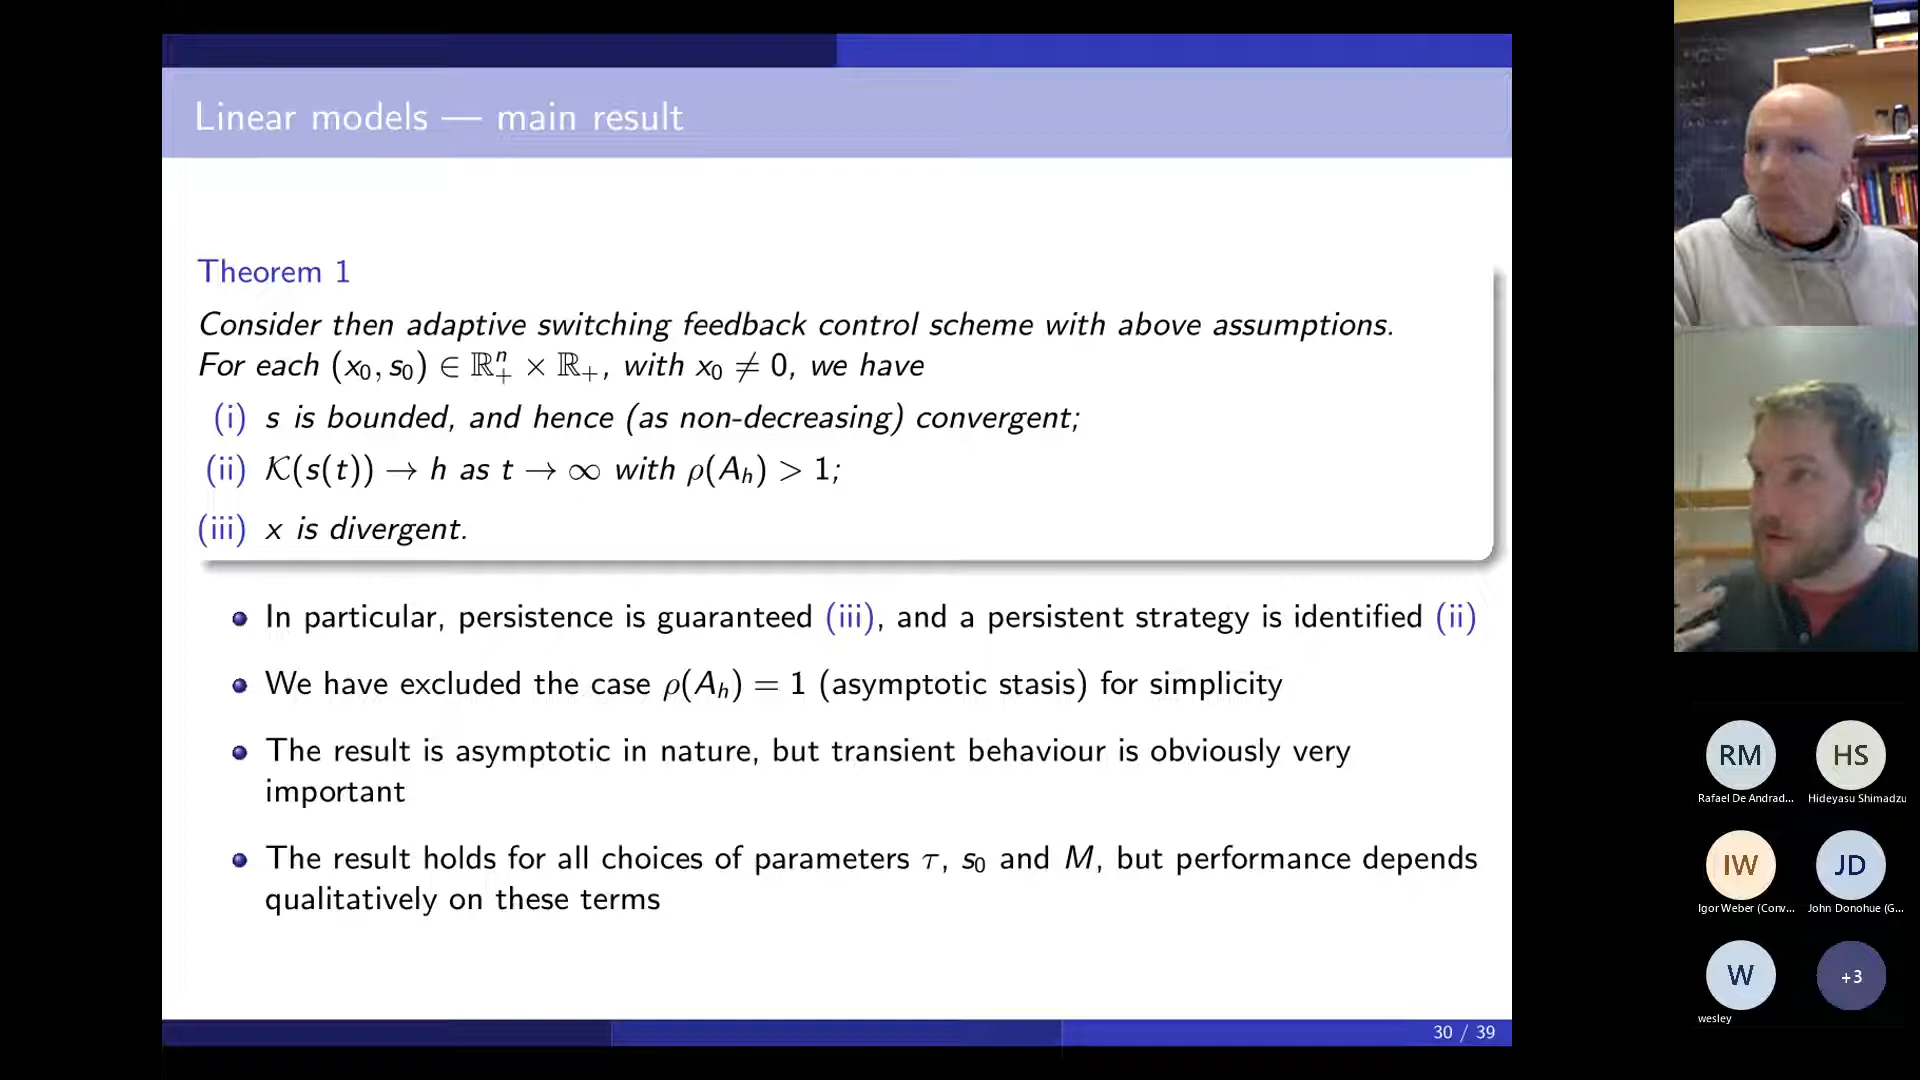 Linear models — main result
Theorem 1
Consider then adaptive switching feedback control scheme with above assumptions.
For each (x₀, s₀) ∈ ℝⁿ₊ × ℝ₊, with x₀ ≠ 0, we have
(i) s is bounded, and hence (as non-decreasing) convergent;
(ii) 𝒦(s(t)) → h as t → ∞ with ρ(Aₕ) > 1;
(iii) x is divergent.
In particular, persistence is guaranteed (iii), and a persistent strategy is identified (ii)
We have excluded the case ρ(Aₕ) = 1 (asymptotic stasis) for simplicity
The result is asymptotic in nature, but transient behaviour is obviously very
important
The result holds for all choices of parameters τ, s₀ and M, but performance depends
qualitatively on these terms
30 / 39
RM
HS
Rafael De Andrad...
Hideyasu Shimadzu
IW
JD
Igor Weber (Conv...
John Donohue (G...
W
+3
wesley